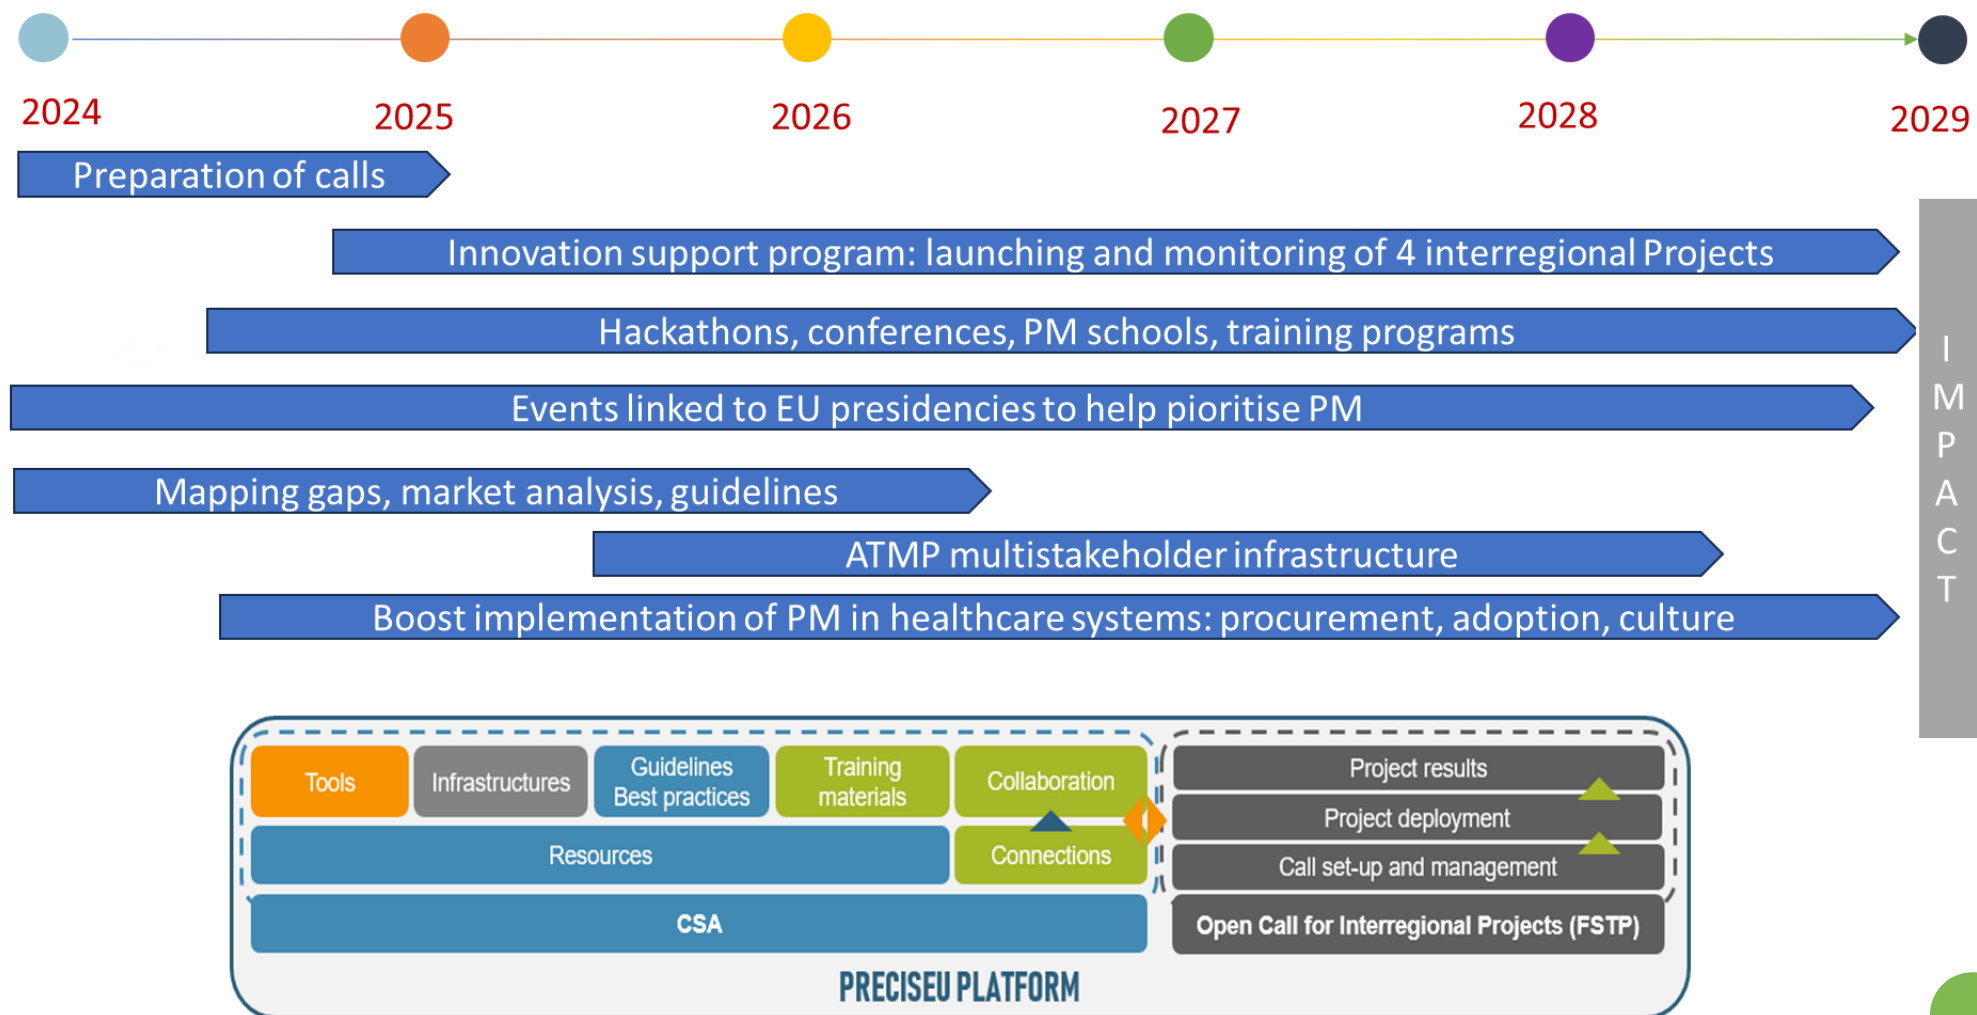 2024
2025
2026
2027
2028
2029
Preparation of calls
Innovation support program: launching and monitoring of 4 interregional Projects
Hackathons, conferences, PM schools, training programs
Events linked to EU presidencies to help pioritise PM
Mapping gaps, market analysis, guidelines
ATMP multistakeholder infrastructure
Boost implementation of PM in healthcare systems: procurement, adoption, culture
I
M
P
A
C
T
Tools
Infrastructures
Guidelines
Best practices
Training
materials
Collaboration
Resources
Connections
CSA
Project results
Project deployment
Call set-up and management
Open Call for Interregional Projects (FSTP)
PRECISEU PLATFORM